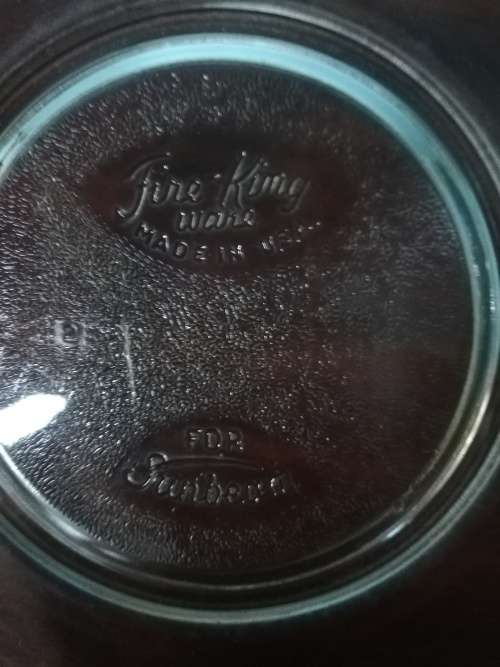 Fire-King
Ware
MADE IN U.S.A.
FOR
Sunbeam